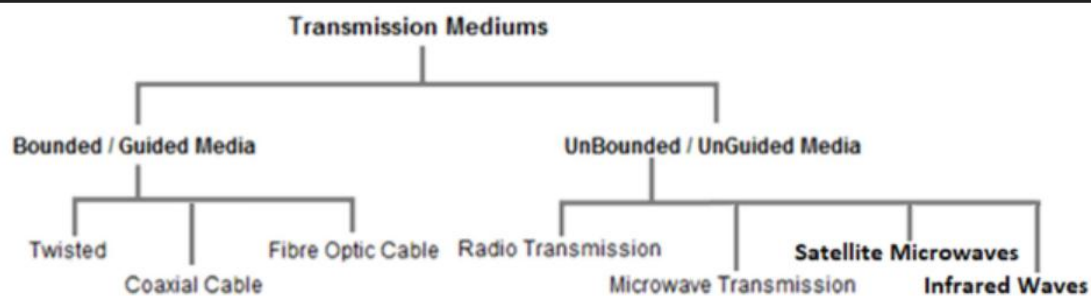 Transmission Mediums
Bounded / Guided Media
UnBounded / UnGuided Media
Twisted
Coaxial Cable
Fibre Optic Cable
Radio Transmission
Microwave Transmission
Satellite Microwaves
Infrared Waves